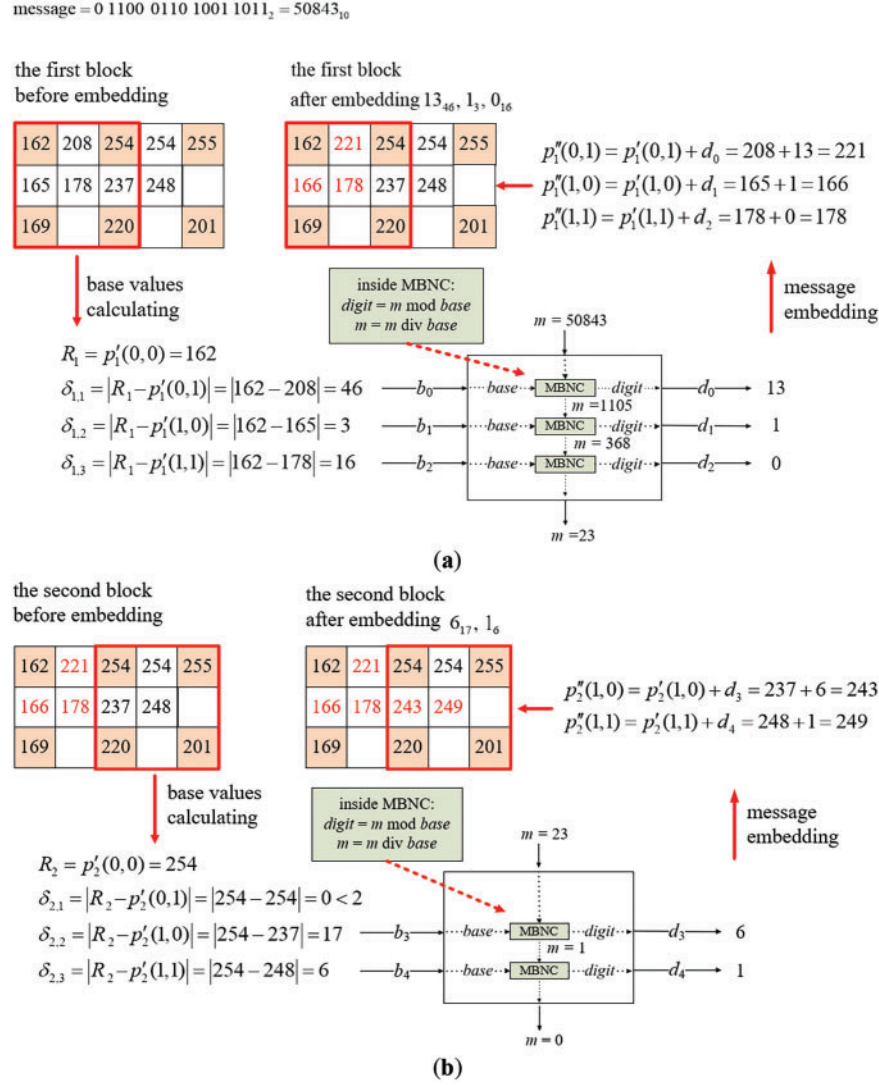 message = 0 1100 0110 1001 1011₂ = 50843₁₀
the first block
before embedding
the first block
after embedding 13₄₆, 1₃, 0₁₆
162 208 254 254 255
165 178 237 248
169 220 201
162 221 254 254 255
166 178 237 248
169 220 201
p″₁(0,1) = p′₁(0,1) + d₀ = 208 + 13 = 221
p″₁(1,0) = p′₁(1,0) + d₁ = 165 + 1 = 166
p″₁(1,1) = p′₁(1,1) + d₂ = 178 + 0 = 178
base values
calculating
inside MBNC:
digit = m mod base
m = m div base
message
embedding
m = 50843
R₁ = p′₁(0,0) = 162
δ₁,₁ = |R₁ − p′₁(0,1)| = |162 − 208| = 46 b₀ base MBNC digit d₀ 13
m =1105
δ₁,₂ = |R₁ − p′₁(1,0)| = |162 − 165| = 3 b₁ base MBNC digit d₁ 1
m = 368
δ₁,₃ = |R₁ − p′₁(1,1)| = |162 − 178| = 16 b₂ base MBNC digit d₂ 0
m =23
(a)
the second block
before embedding
the second block
after embedding 6₁₇, 1₆
162 221 254 254 255
166 178 237 248
169 220 201
162 221 254 254 255
166 178 243 249
169 220 201
p″₂(1,0) = p′₂(1,0) + d₃ = 237 + 6 = 243
p″₂(1,1) = p′₂(1,1) + d₄ = 248 + 1 = 249
base values
calculating
inside MBNC:
digit = m mod base
m = m div base
message
embedding
m = 23
R₂ = p′₂(0,0) = 254
δ₂,₁ = |R₂ − p′₂(0,1)| = |254 − 254| = 0 < 2
δ₂,₂ = |R₂ − p′₂(1,0)| = |254 − 237| = 17 b₃ base MBNC digit d₃ 6
m = 1
δ₂,₃ = |R₂ − p′₂(1,1)| = |254 − 248| = 6 b₄ base MBNC digit d₄ 1
m = 0
(b)